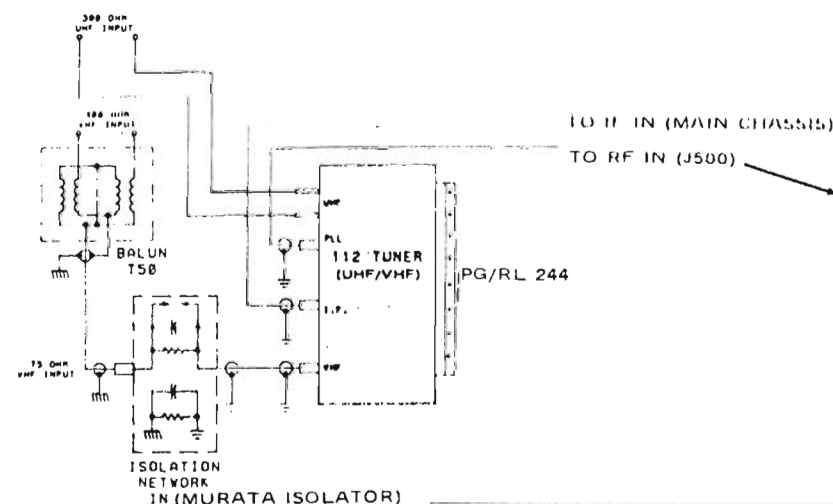 300 OHM
UHF INPUT
300 OHM
VHF INPUT
TO IF IN (MAIN CHASSIS)
TO RF IN (J500)
UHF
PLL
112 TUNER
(UHF/VHF)
PG/RL 244
BALUN
T50
I.F.
75 OHM
VHF INPUT
VHF
ISOLATION
NETWORK
IN (MURATA ISOLATOR)